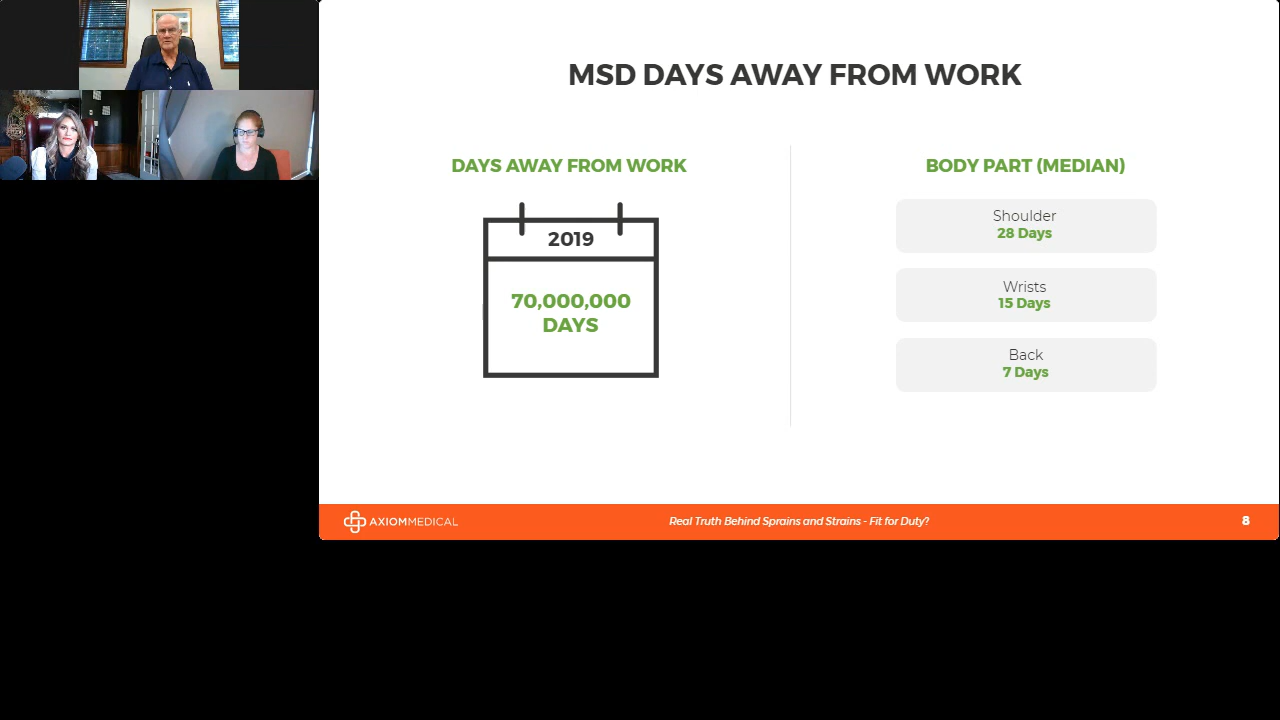 MSD DAYS AWAY FROM WORK
DAYS AWAY FROM WORK
2019
70,000,000
DAYS
BODY PART (MEDIAN)
Shoulder
28 Days
Wrists
15 Days
Back
7 Days
AXIOMMEDICAL
Real Truth Behind Sprains and Strains - Fit for Duty?
8